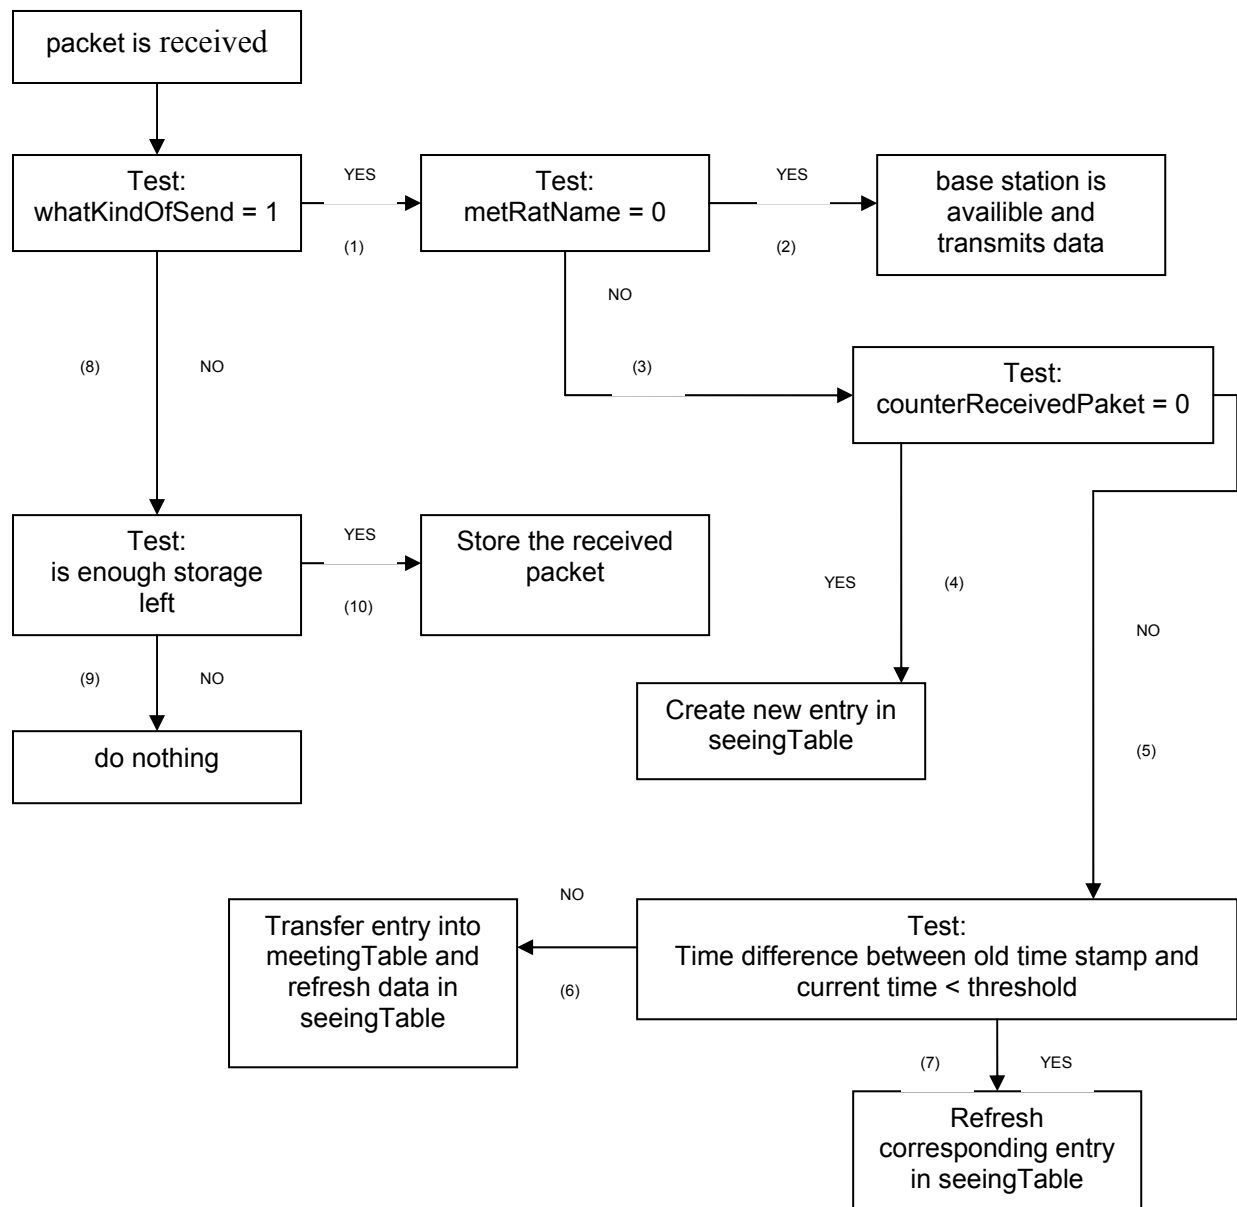 packet is received
Test:
whatKindOfSend = 1
YES
(1)
Test:
metRatName = 0
YES
(2)
base station is
availible and
transmits data
NO
(3)
Test:
counterReceivedPaket = 0
(8)
NO
Test:
is enough storage
left
YES
(10)
Store the received
packet
YES
(4)
NO
(5)
(9)
NO
do nothing
Create new entry in
seeingTable
NO
(6)
Transfer entry into
meetingTable and
refresh data in
seeingTable
Test:
Time difference between old time stamp and
current time < threshold
(7)
YES
Refresh
corresponding entry
in seeingTable